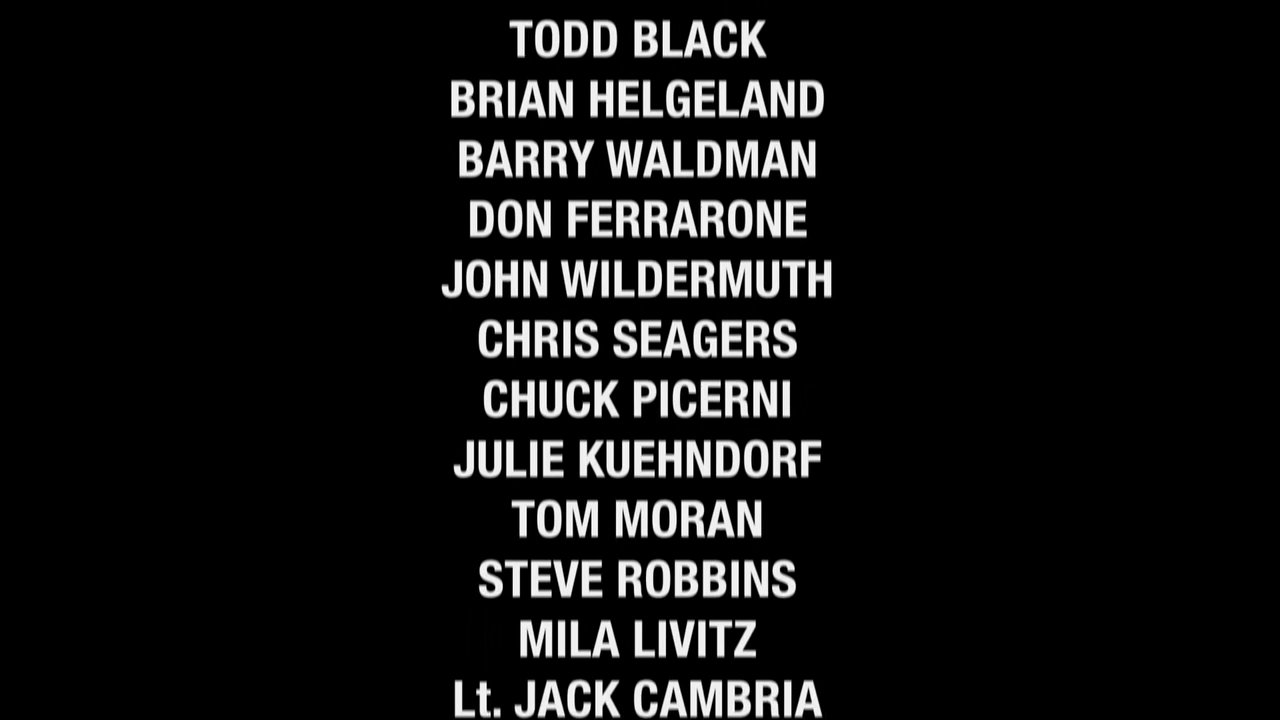 TODD BLACK
BRIAN HELGELAND
BARRY WALDMAN
DON FERRARONE
JOHN WILDERMUTH
CHRIS SEAGERS
CHUCK PICERNI
JULIE KUEHNDORF
TOM MORAN
STEVE ROBBINS
MILA LIVITZ
Lt. JACK CAMBRIA